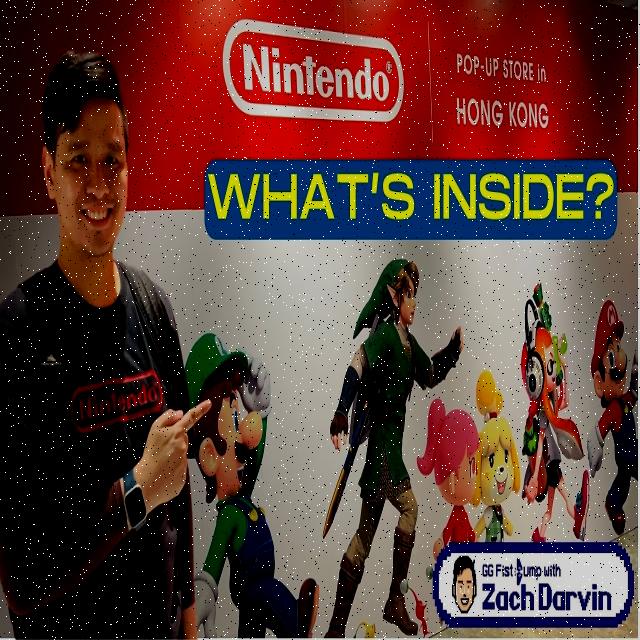 Nintendo®
POP-UP STORE in
HONG KONG
WHAT'S INSIDE?
Nintendo
GG Fist Bump with
Zach Darvin